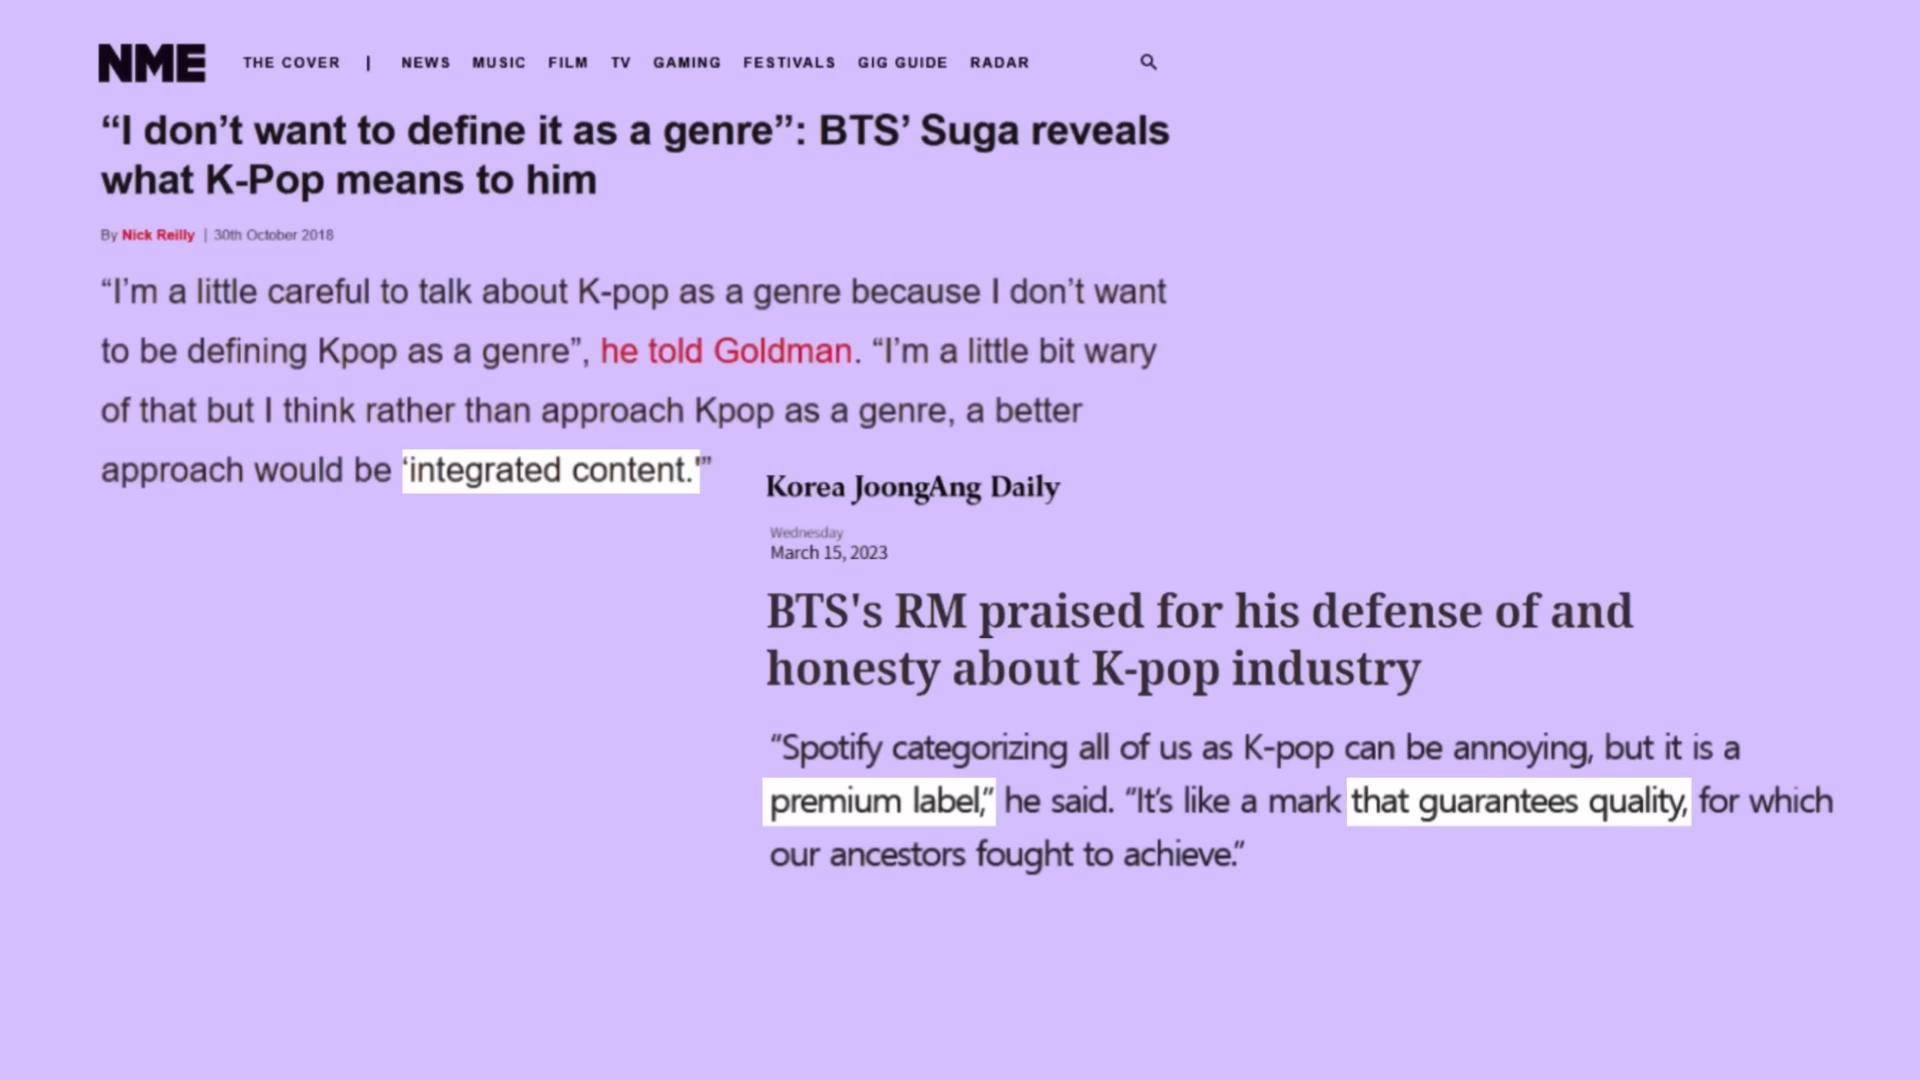 NME THE COVER | NEWS MUSIC FILM TV GAMING FESTIVALS GIG GUIDE RADAR
“I don’t want to define it as a genre”: BTS’ Suga reveals
what K-Pop means to him
By Nick Reilly | 30th October 2018
“I’m a little careful to talk about K-pop as a genre because I don’t want
to be defining Kpop as a genre”, he told Goldman. “I’m a little bit wary
of that but I think rather than approach Kpop as a genre, a better
approach would be ‘integrated content.’”
Korea JoongAng Daily
Wednesday
March 15, 2023
BTS's RM praised for his defense of and
honesty about K-pop industry
“Spotify categorizing all of us as K-pop can be annoying, but it is a
premium label,” he said. “It’s like a mark that guarantees quality, for which
our ancestors fought to achieve.”